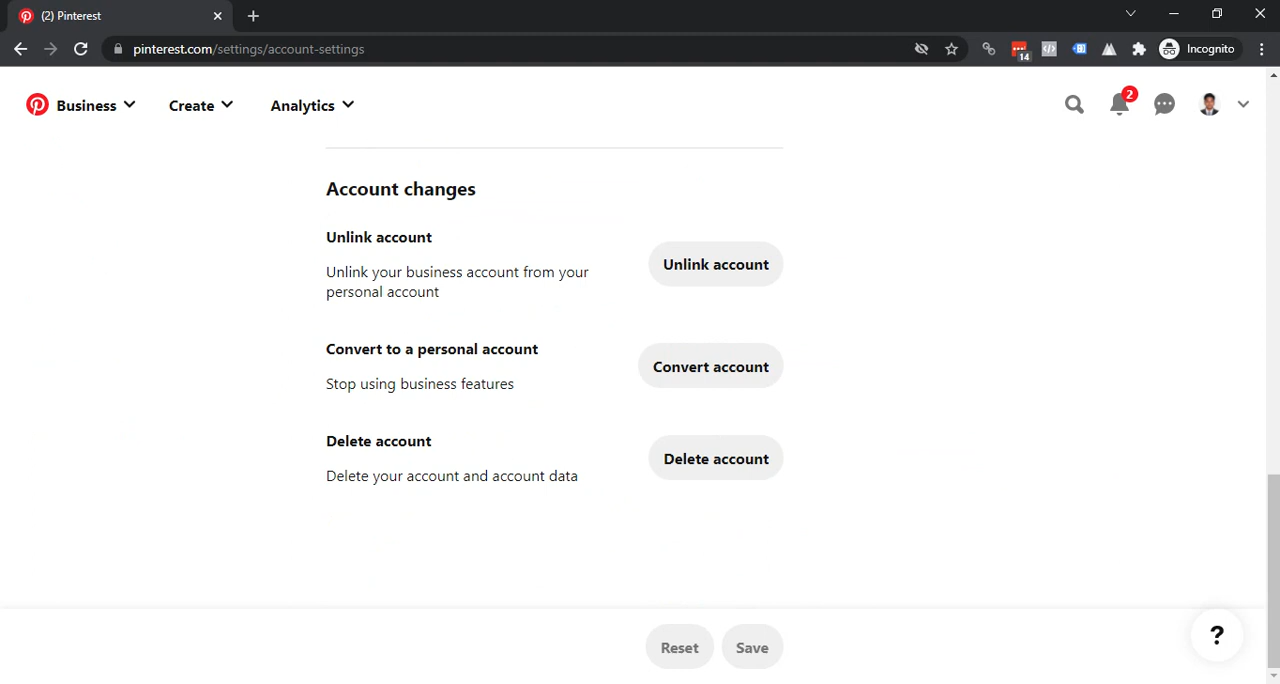 (2) Pinterest
pinterest.com/settings/account-settings
14
Incognito
Business
Create
Analytics
2
Account changes
Unlink account
Unlink your business account from your
personal account
Unlink account
Convert to a personal account
Stop using business features
Convert account
Delete account
Delete your account and account data
Delete account
Reset
Save
?